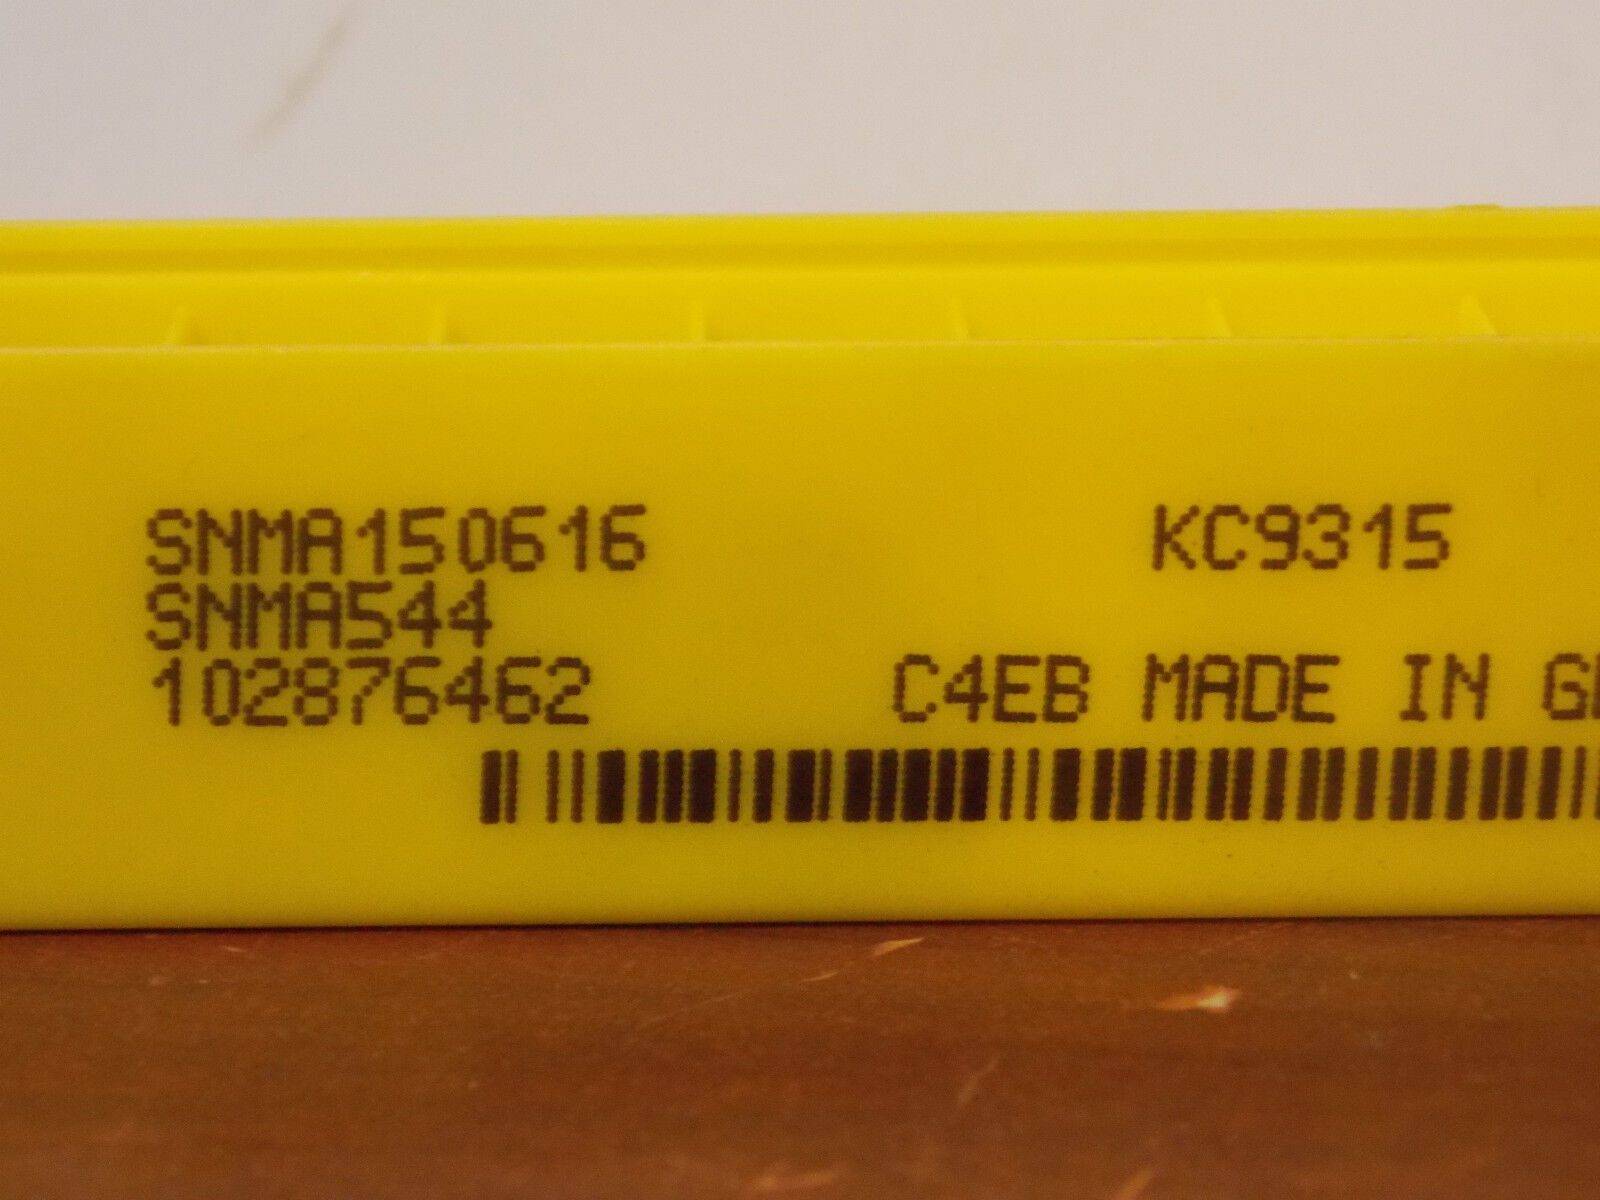 SNMA150616 KC9315
SNMA544
102876462 C4EB MADE IN